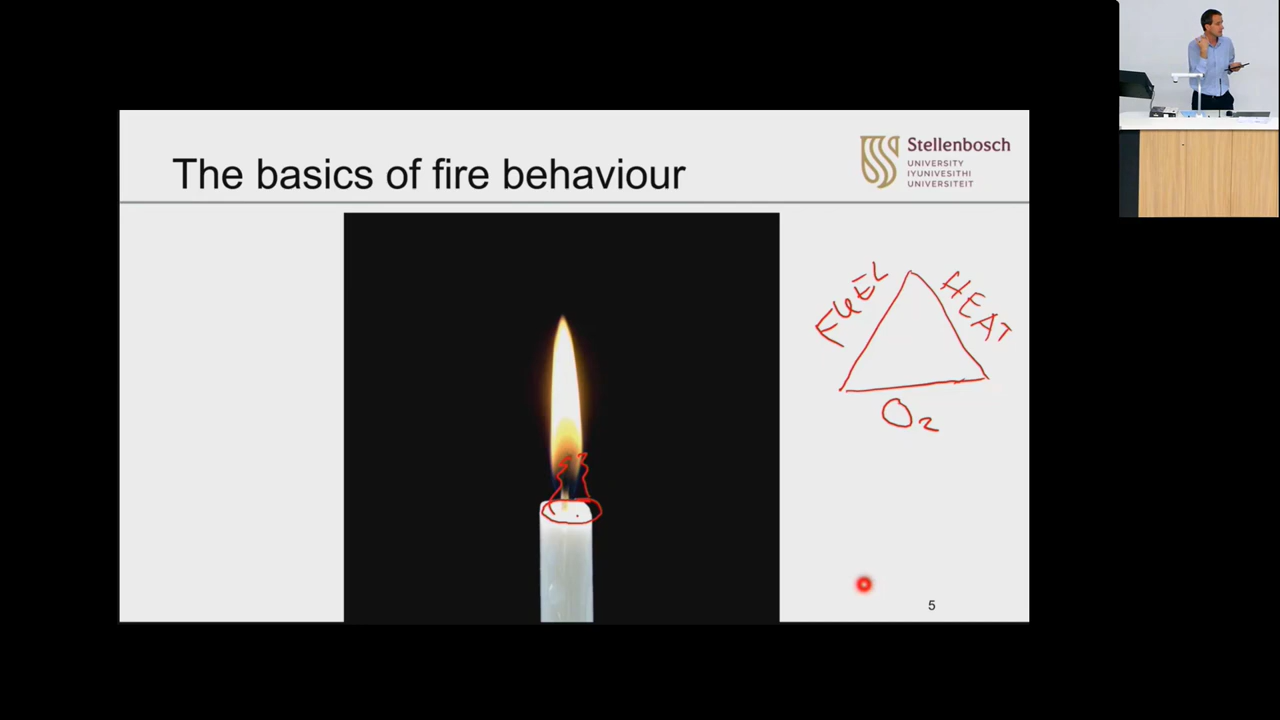 The basics of fire behaviour
Stellenbosch
UNIVERSITY
IYUNIVESITHI
UNIVERSITEIT
FUEL
HEAT
O₂
5